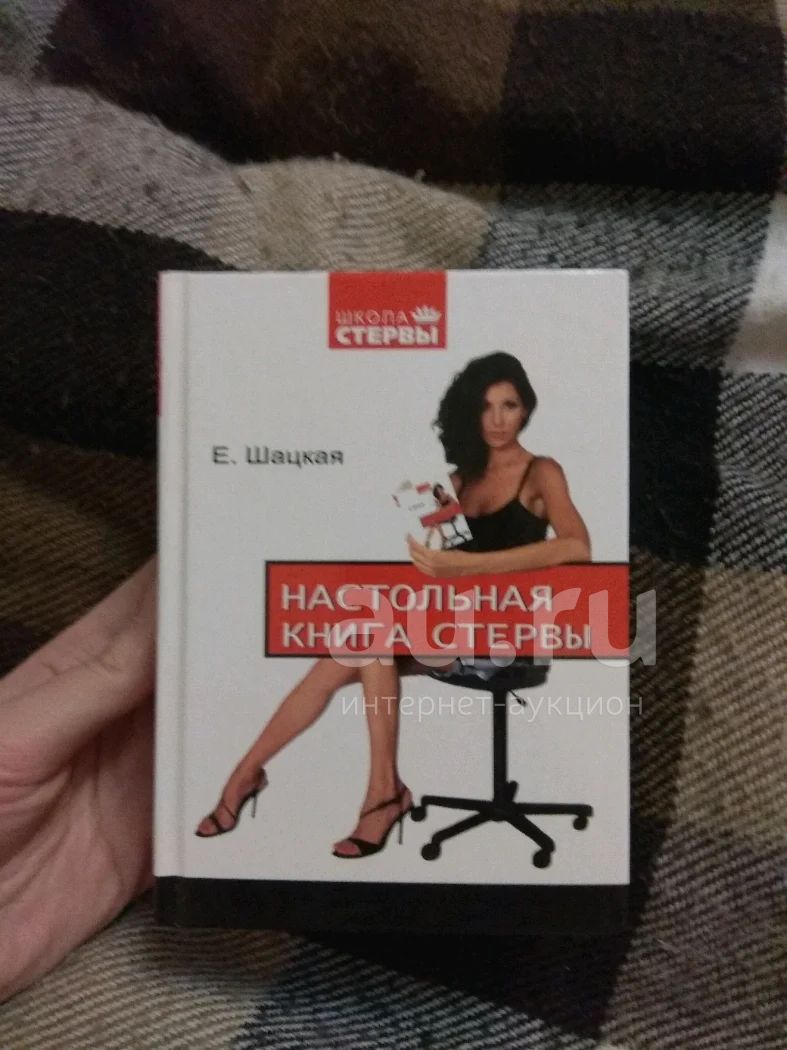 ШКОЛА
СТЕРВЫ
Е. Шацкая
НАСТОЛЬНАЯ
КНИГА СТЕРВЫ
au.ru
интернет-аукцион